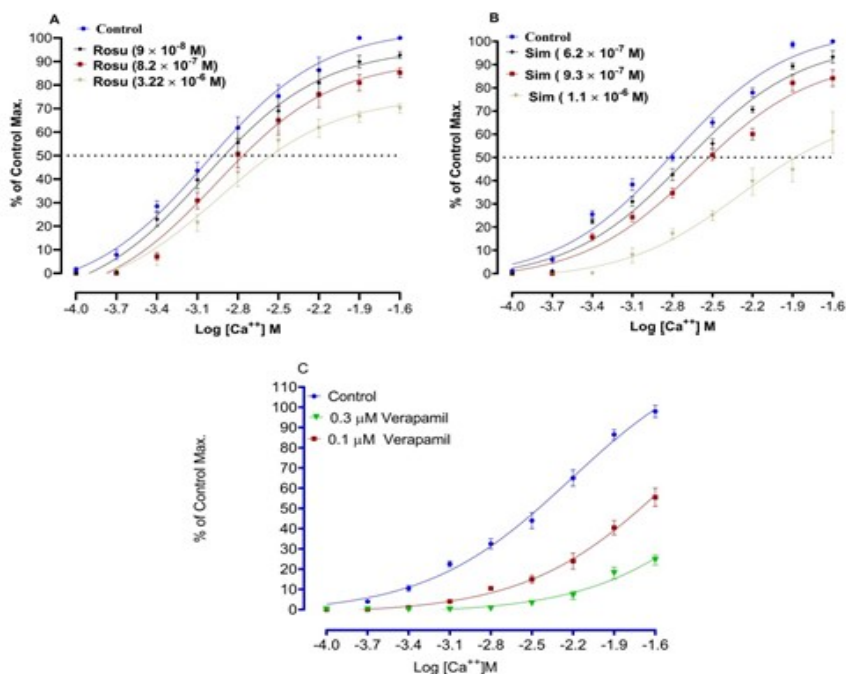 A
Control
Rosu (9 × 10⁻⁸ M)
Rosu (8.2 × 10⁻⁷ M)
Rosu (3.22 × 10⁻⁶ M)
% of Control Max.
100
90
80
70
60
50
40
30
20
10
0
-4.0 -3.7 -3.4 -3.1 -2.8 -2.5 -2.2 -1.9 -1.6
Log [Ca⁺⁺] M
B
Control
Sim ( 6.2 × 10⁻⁷ M)
Sim ( 9.3 × 10⁻⁷ M)
Sim ( 1.1 × 10⁻⁶ M)
% of Control Max.
100
90
80
70
60
50
40
30
20
10
0
-4.0 -3.7 -3.4 -3.1 -2.8 -2.5 -2.2 -1.9 -1.6
Log [Ca⁺⁺] M
C
Control
0.3 µM Verapamil
0.1 µM Verapamil
% of Control Max.
110
100
90
80
70
60
50
40
30
20
10
0
-4.0 -3.7 -3.4 -3.1 -2.8 -2.5 -2.2 -1.9 -1.6
Log [Ca⁺⁺]M